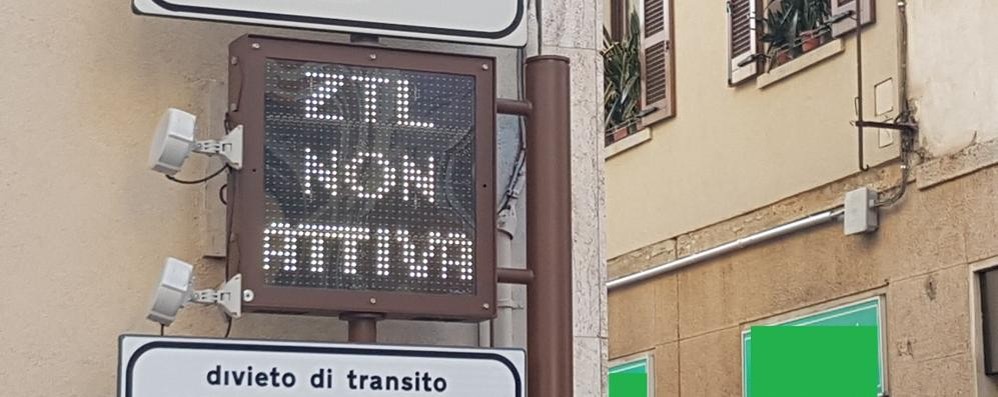 ZTL
NON
ATTIVA
divieto di transito